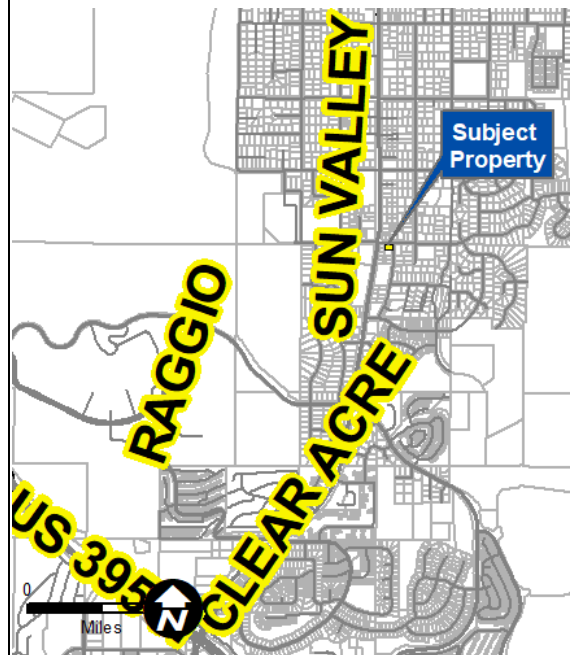 SUN VALLEY
Subject
Property
RAGGIO
CLEAR ACRE
US 395
0
Miles
N